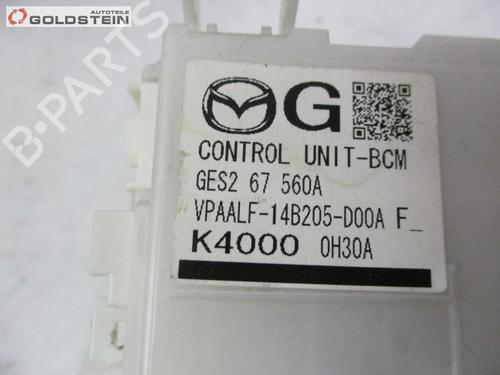 Autoteile
GOLDSTEIN
B-PARTS
G
CONTROL UNIT-BCM
GES2 67 560A
VPAALF-14B205-D00A F_
K4000 0H30A